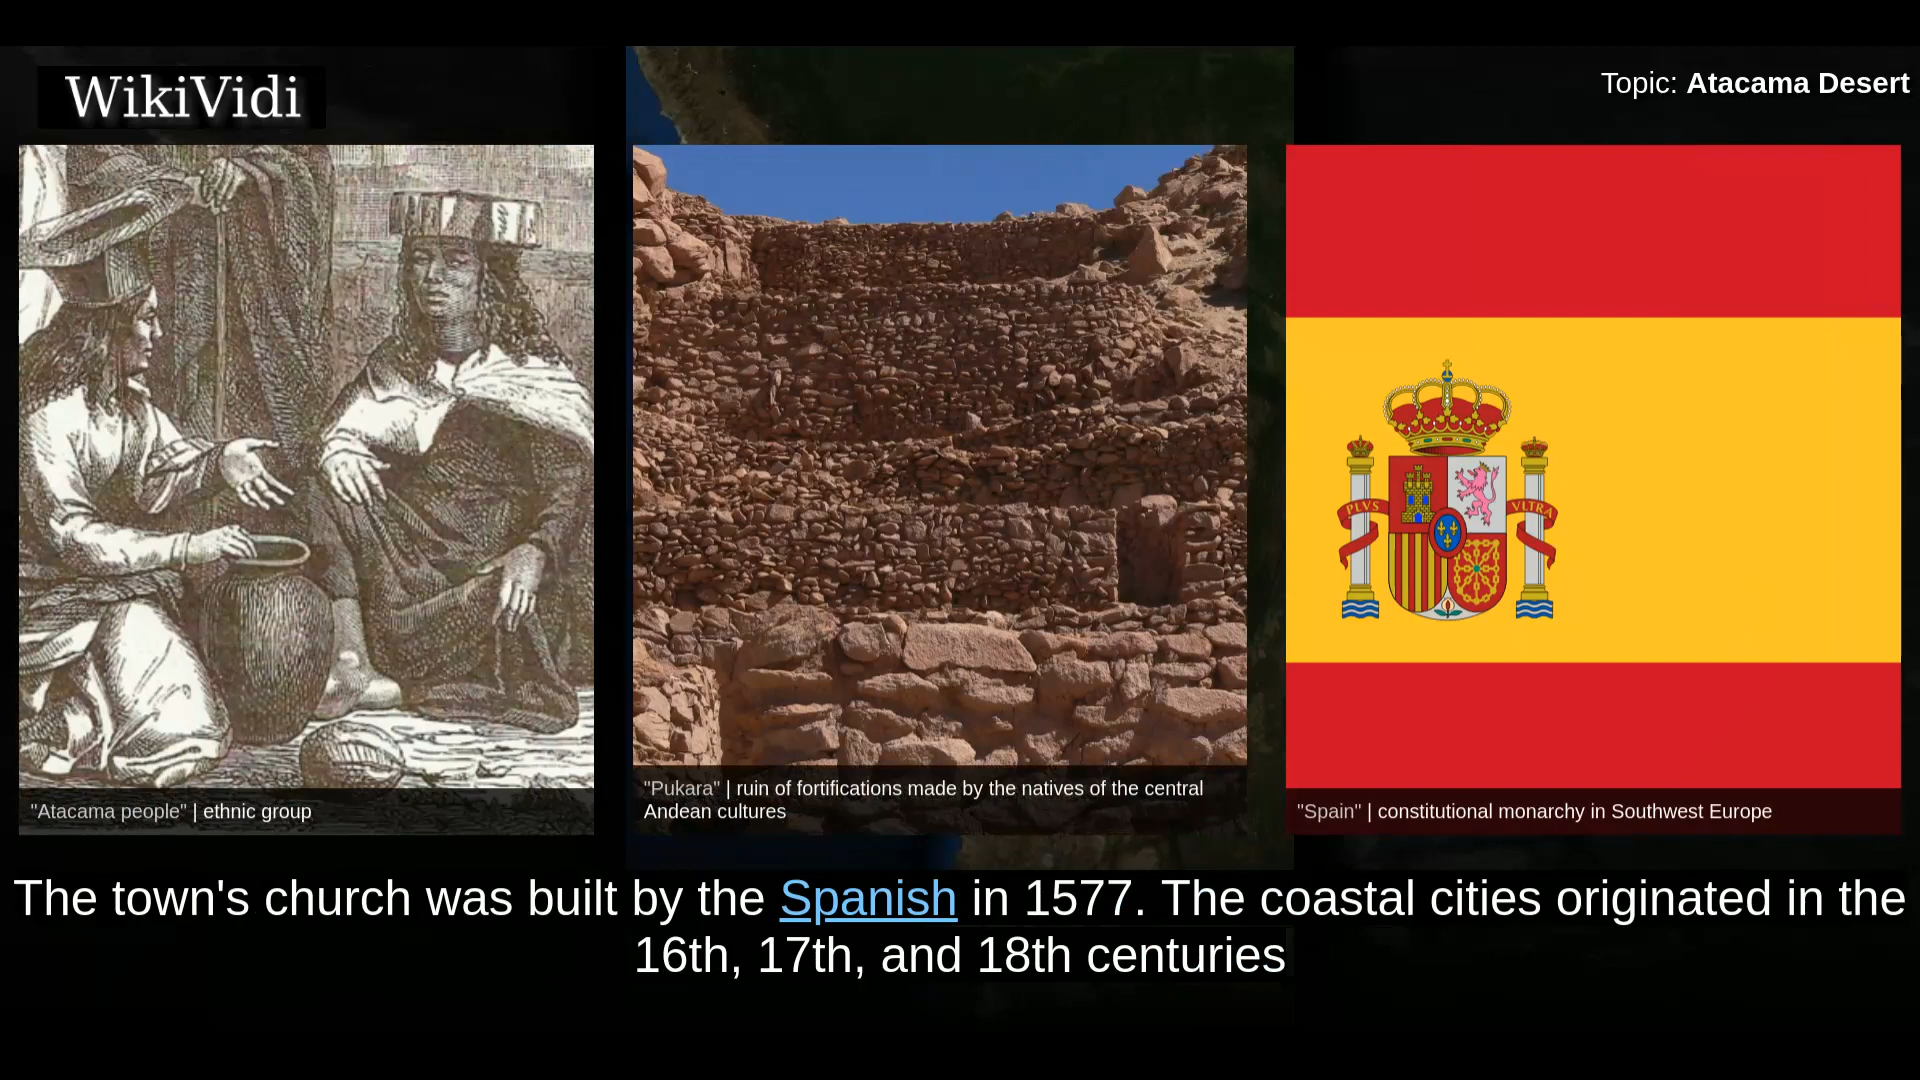 WikiVidi
Topic: Atacama Desert
PLVS
VLTRA
"Atacama people" | ethnic group
"Pukara" | ruin of fortifications made by the natives of the central
Andean cultures
"Spain" | constitutional monarchy in Southwest Europe
The town's church was built by the Spanish in 1577. The coastal cities originated in the
16th, 17th, and 18th centuries